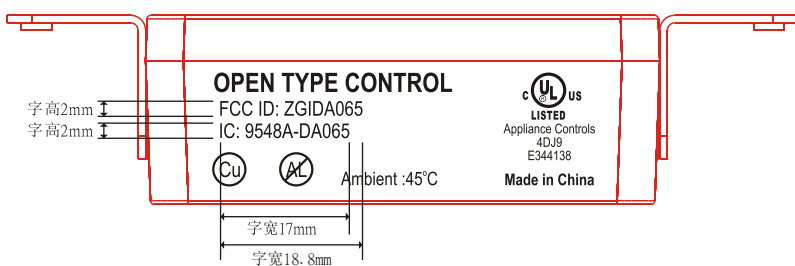 OPEN TYPE CONTROL
字高2mm
FCC ID: ZGIDA065
字高2mm
IC: 9548A-DA065
Cu
AL
Ambient :45°C
C UL US
LISTED
Appliance Controls
4DJ9
E344138
Made in China
字宽17mm
字宽18.8mm